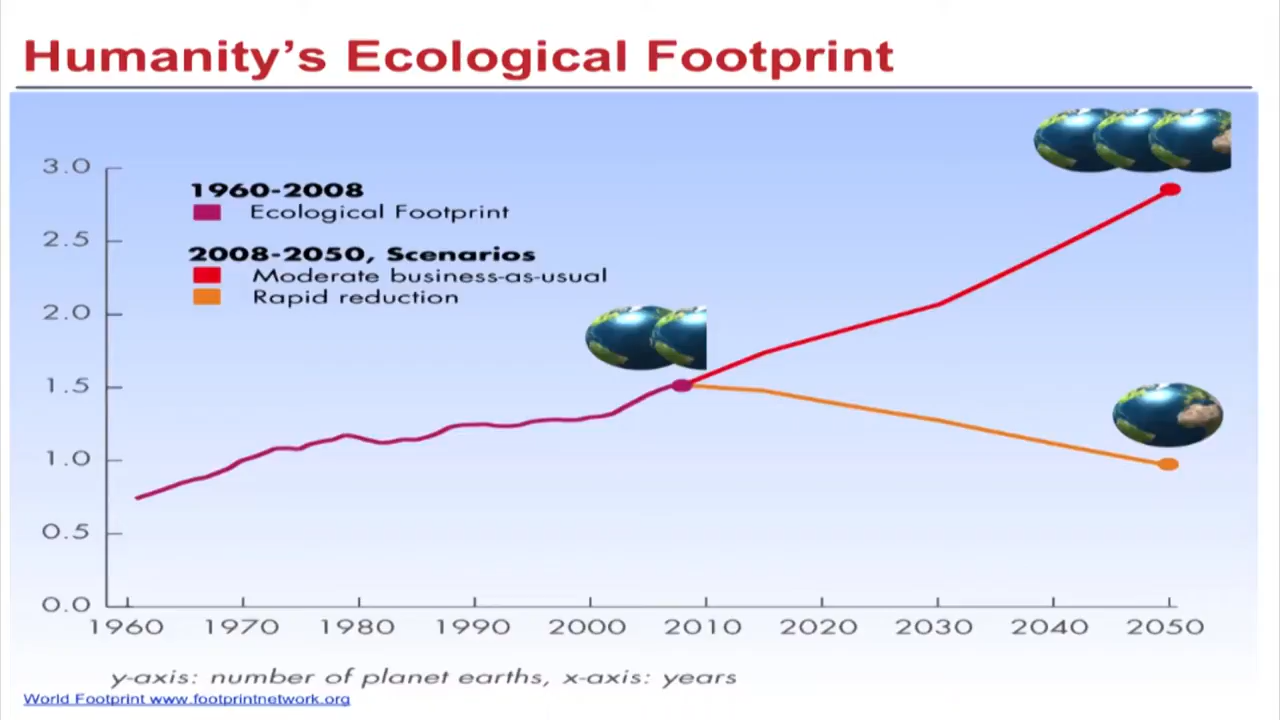 Humanity's Ecological Footprint
3.0
2.5
2.0
1.5
1.0
0.5
0.0
1960-2008
Ecological Footprint
2008-2050, Scenarios
Moderate business-as-usual
Rapid reduction
1960 1970 1980 1990 2000 2010 2020 2030 2040 2050
y-axis: number of planet earths, x-axis: years
World Footprint www.footprintnetwork.org